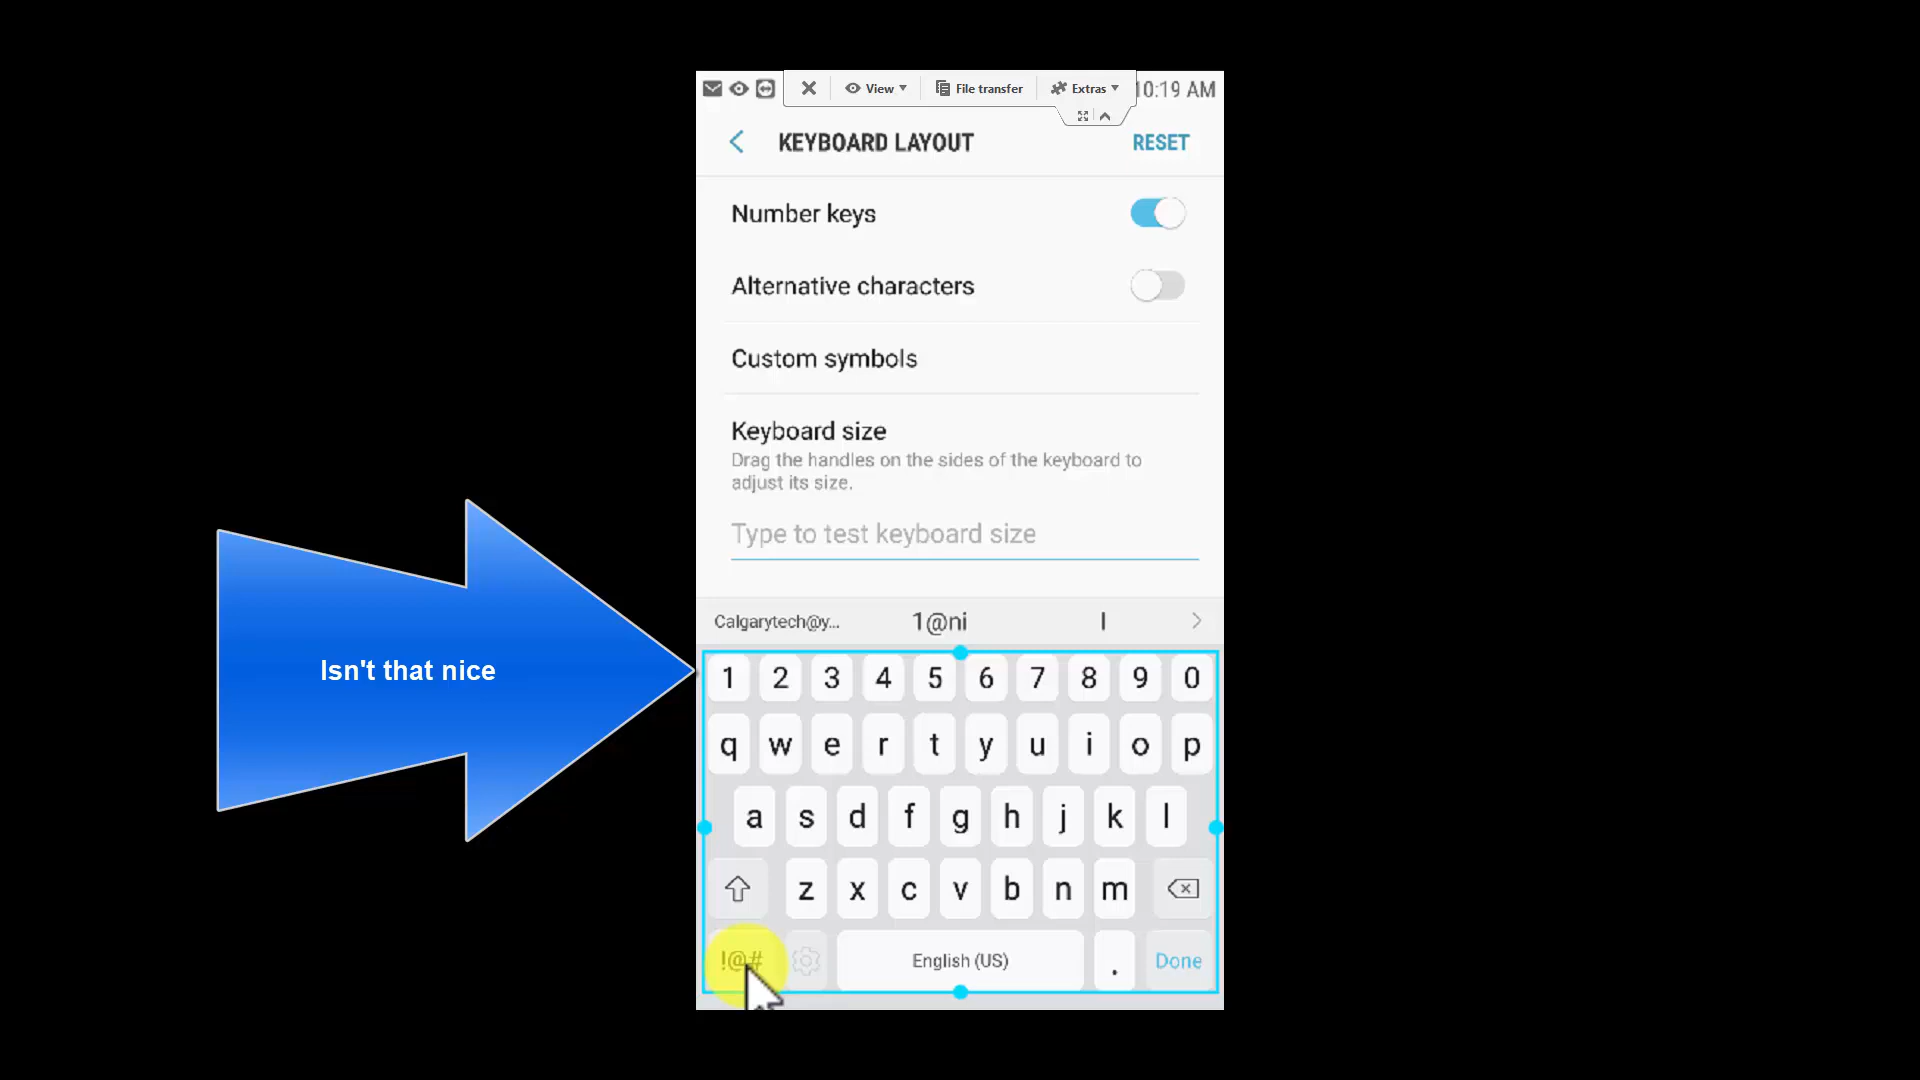 View File transfer Extras 10:19 AM
KEYBOARD LAYOUT RESET
Number keys
Alternative characters
Custom symbols
Keyboard size
Drag the handles on the sides of the keyboard to
adjust its size.
Type to test keyboard size
Isn't that nice
Calgarytech@y... 1@ni I
1 2 3 4 5 6 7 8 9 0
q w e r t y u i o p
a s d f g h j k l
z x c v b n m
!@# English (US) . Done